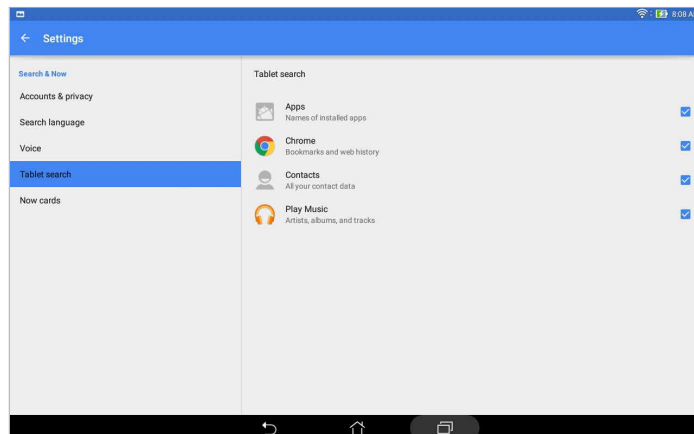 8:08 A
Settings
Search & Now
Accounts & privacy
Search language
Voice
Tablet search
Now cards
Tablet search
Apps
Names of installed apps
Chrome
Bookmarks and web history
Contacts
All your contact data
Play Music
Artists, albums, and tracks